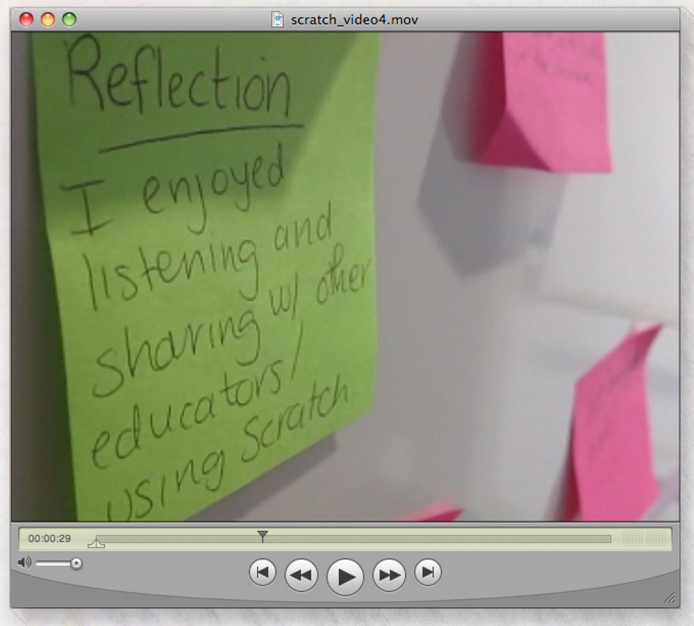 scratch_video4.mov
Reflection
I enjoyed
listening and
sharing w/ other
educators/
using Scratch
00:00:29